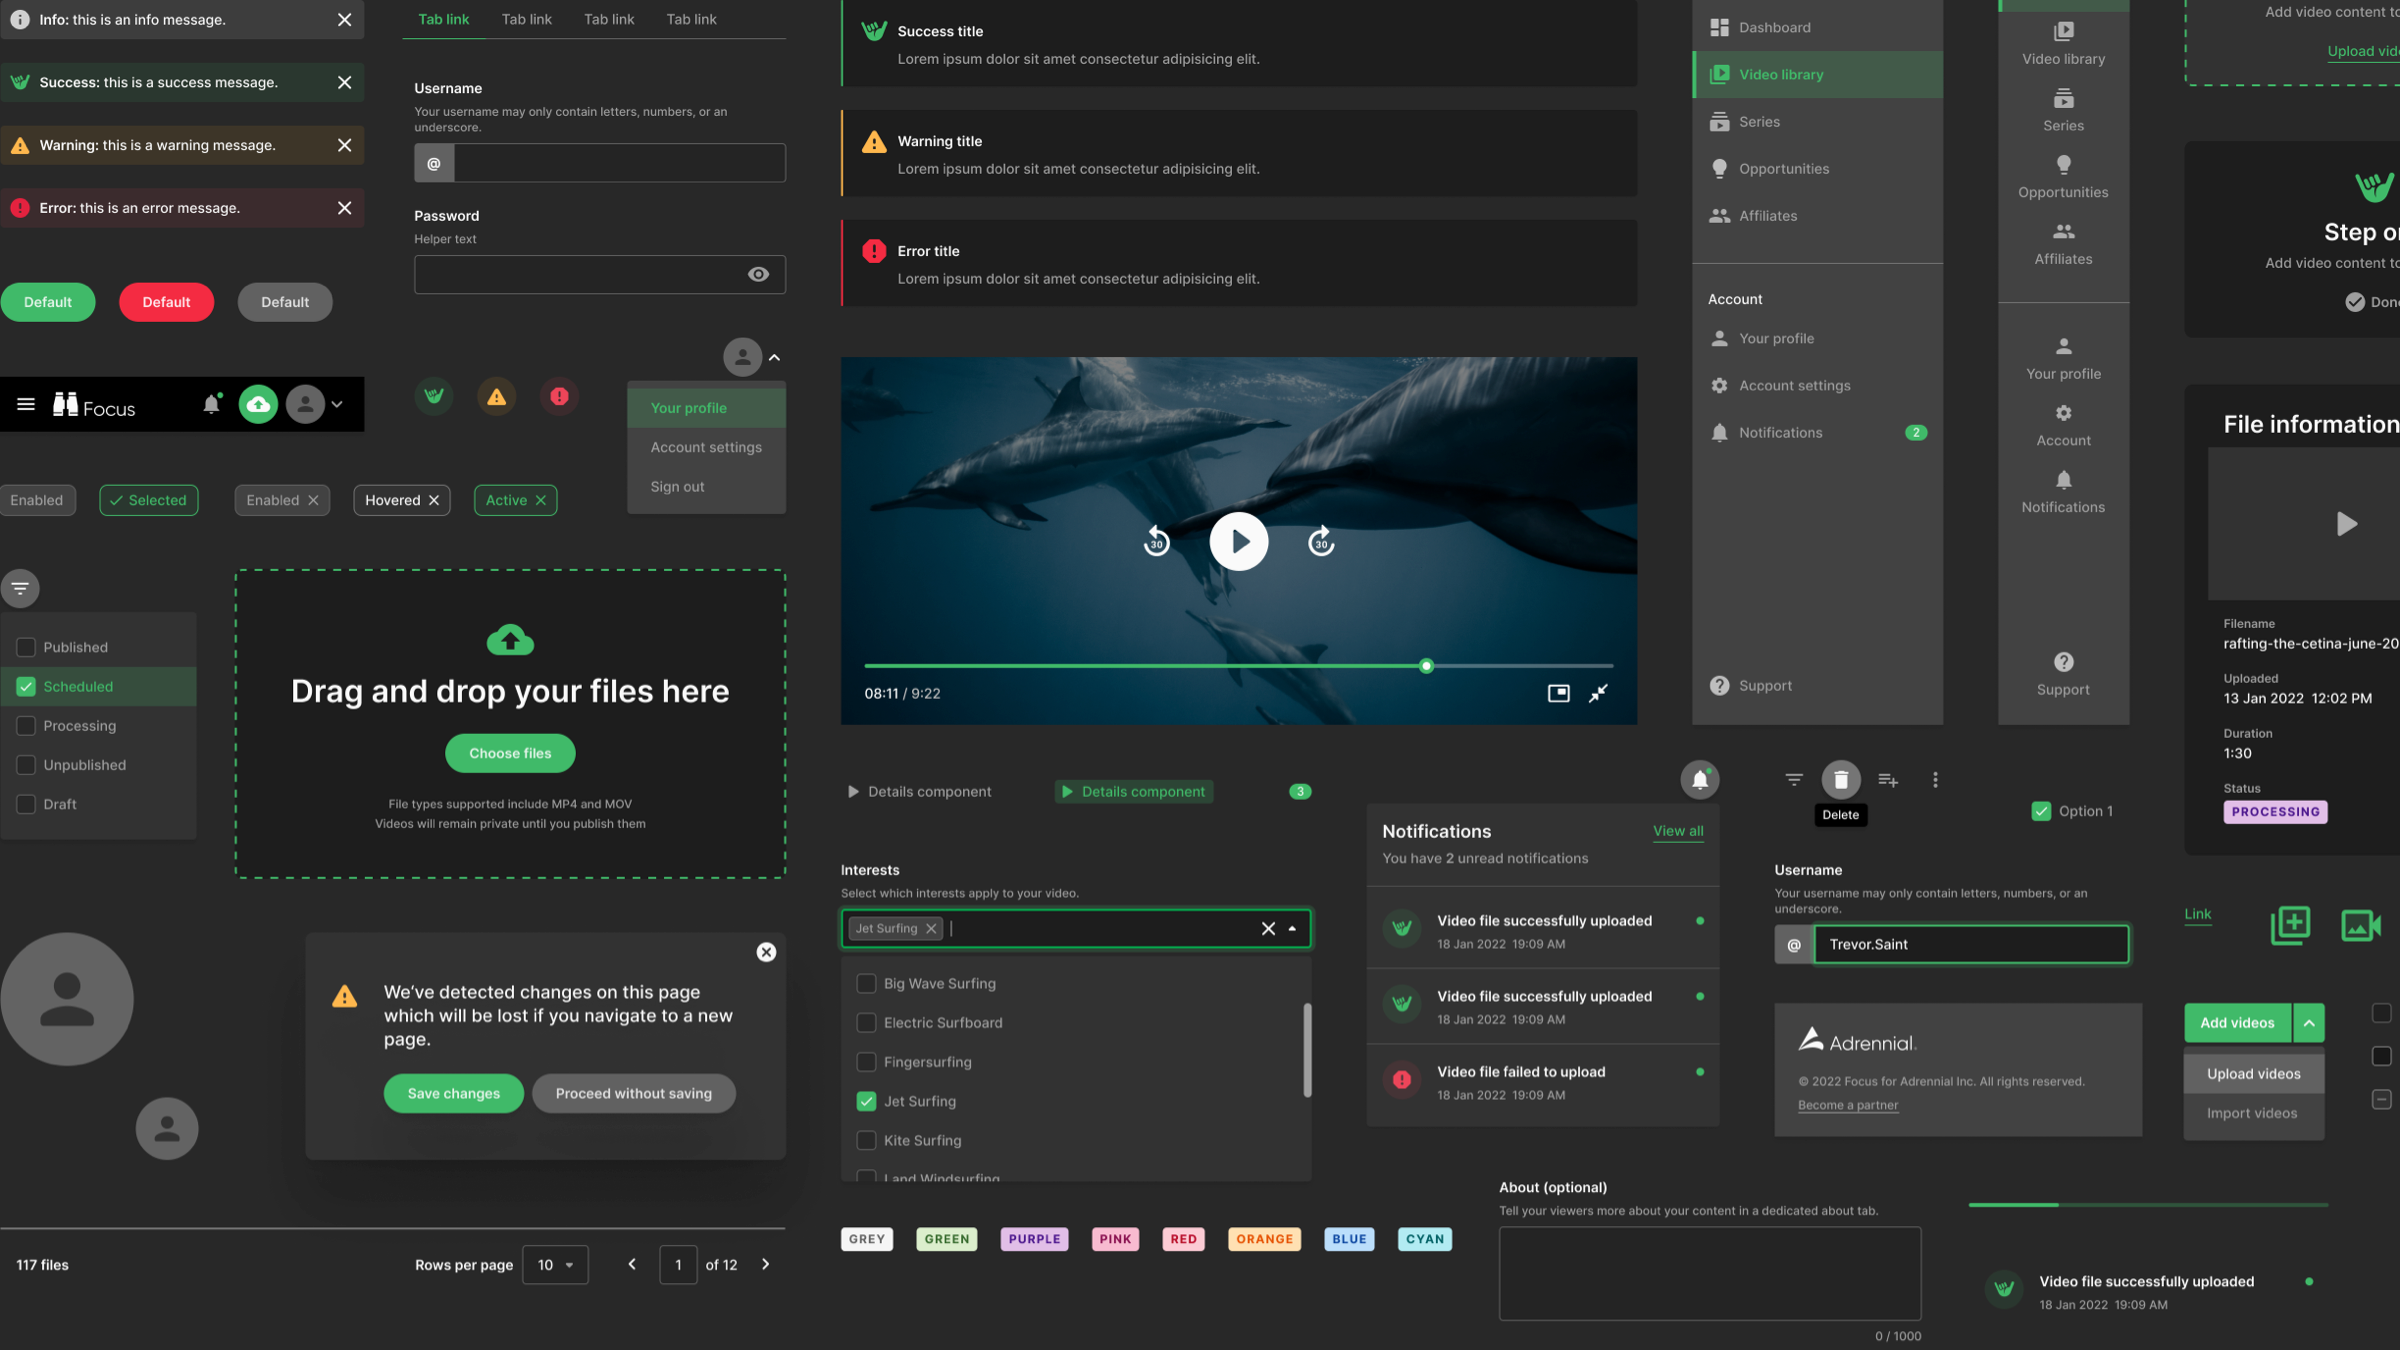 Info: this is an info message.
Success: this is a success message.
Warning: this is a warning message.
Error: this is an error message.
Default
Default
Default
Focus
Enabled
Selected
Enabled
Hovered
Active
Published
Scheduled
Processing
Unpublished
Draft
Tab link
Tab link
Tab link
Tab link
Username
Your username may only contain letters, numbers, or an
underscore.
@
Password
Helper text
Your profile
Account settings
Sign out
Drag and drop your files here
Choose files
File types supported include MP4 and MOV
Videos will remain private until you publish them
We've detected changes on this page
which will be lost if you navigate to a new
page.
Save changes
Proceed without saving
117 files
Rows per page
10
1
of 12
Success title
Lorem ipsum dolor sit amet consectetur adipisicing elit.
Warning title
Lorem ipsum dolor sit amet consectetur adipisicing elit.
Error title
Lorem ipsum dolor sit amet consectetur adipisicing elit.
30
30
08:11 / 9:22
Details component
Details component
3
Interests
Select which interests apply to your video.
Jet Surfing
Big Wave Surfing
Electric Surfboard
Fingersurfing
Jet Surfing
Kite Surfing
Land Windsurfing
GREY
GREEN
PURPLE
PINK
RED
ORANGE
BLUE
CYAN
Notifications
View all
You have 2 unread notifications
Video file successfully uploaded
18 Jan 2022 19:09 AM
Video file successfully uploaded
18 Jan 2022 19:09 AM
Video file failed to upload
18 Jan 2022 19:09 AM
About (optional)
Tell your viewers more about your content in a dedicated about tab.
0 / 1000
Dashboard
Video library
Series
Opportunities
Affiliates
Account
Your profile
Account settings
Notifications
2
Support
Video library
Series
Opportunities
Affiliates
Your profile
Account
Notifications
Support
Delete
Option 1
Username
Your username may only contain letters, numbers, or an
underscore.
@
Trevor.Saint
Adrennial
© 2022 Focus for Adrennial Inc. All rights reserved.
Become a partner
Video file successfully uploaded
18 Jan 2022 19:09 AM
Add video content to
Upload
Step
Add video content to
File information
Filename
rafting-the-cetina-june-20
Uploaded
13 Jan 2022 12:02 PM
Duration
1:30
Status
PROCESSING
Link
Add videos
Upload videos
Import videos